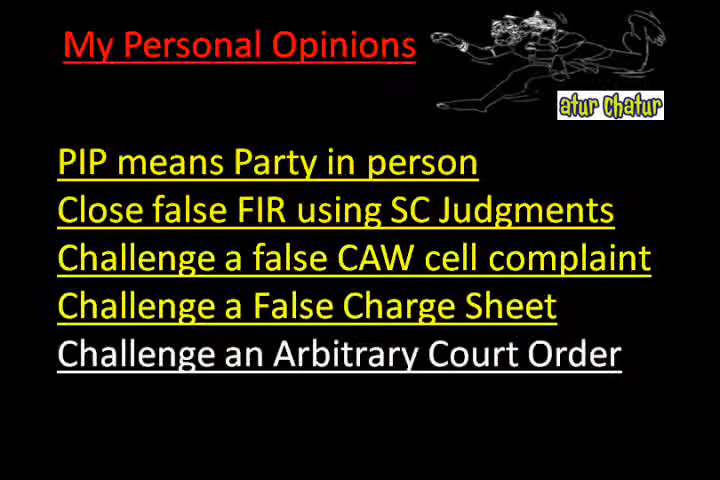 My Personal Opinions
atur chatur
PIP means Party in person
Close false FIR using SC Judgments
Challenge a false CAW cell complaint
Challenge a False Charge Sheet
Challenge an Arbitrary Court Order